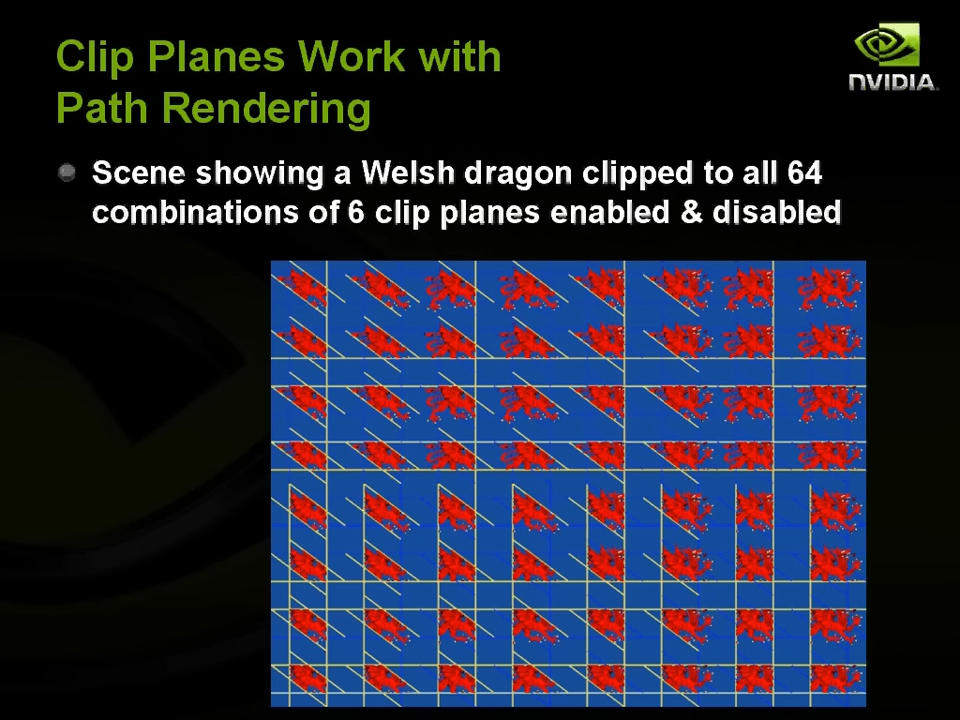 Clip Planes Work with
Path Rendering
NVIDIA.
Scene showing a Welsh dragon clipped to all 64
combinations of 6 clip planes enabled & disabled